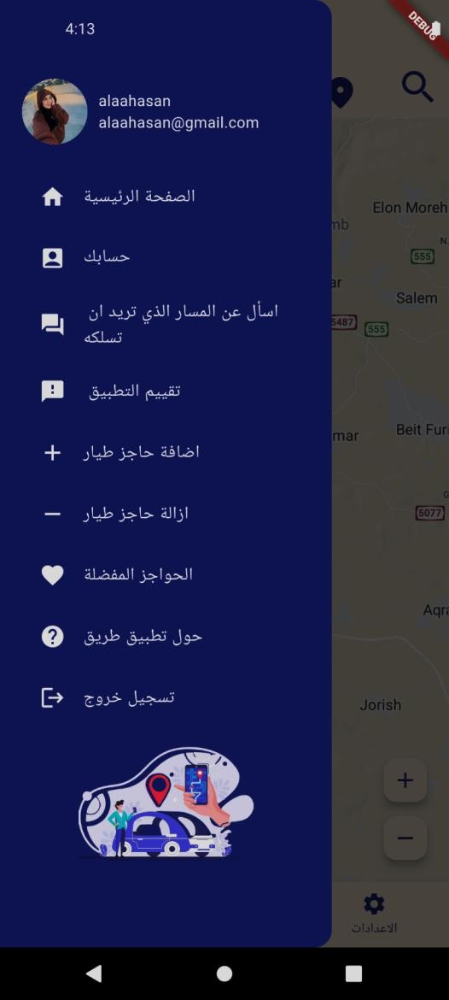 4:13
DEBUG
alaahasan
alaahasan@gmail.com
الصفحة الرئيسية
حسابك
اسأل عن المسار الذي تريد ان
تسلكه
تقييم التطبيق
اضافة حاجز طيار
ازالة حاجز طيار
الحواجز المفضلة
حول تطبيق طريق
تسجيل خروج
Elon Moreh
mb
N
555
ar
Salem
5487
555
mar
Beit Furi
5077
Aqra
Jorish
+
−
الاعدادات